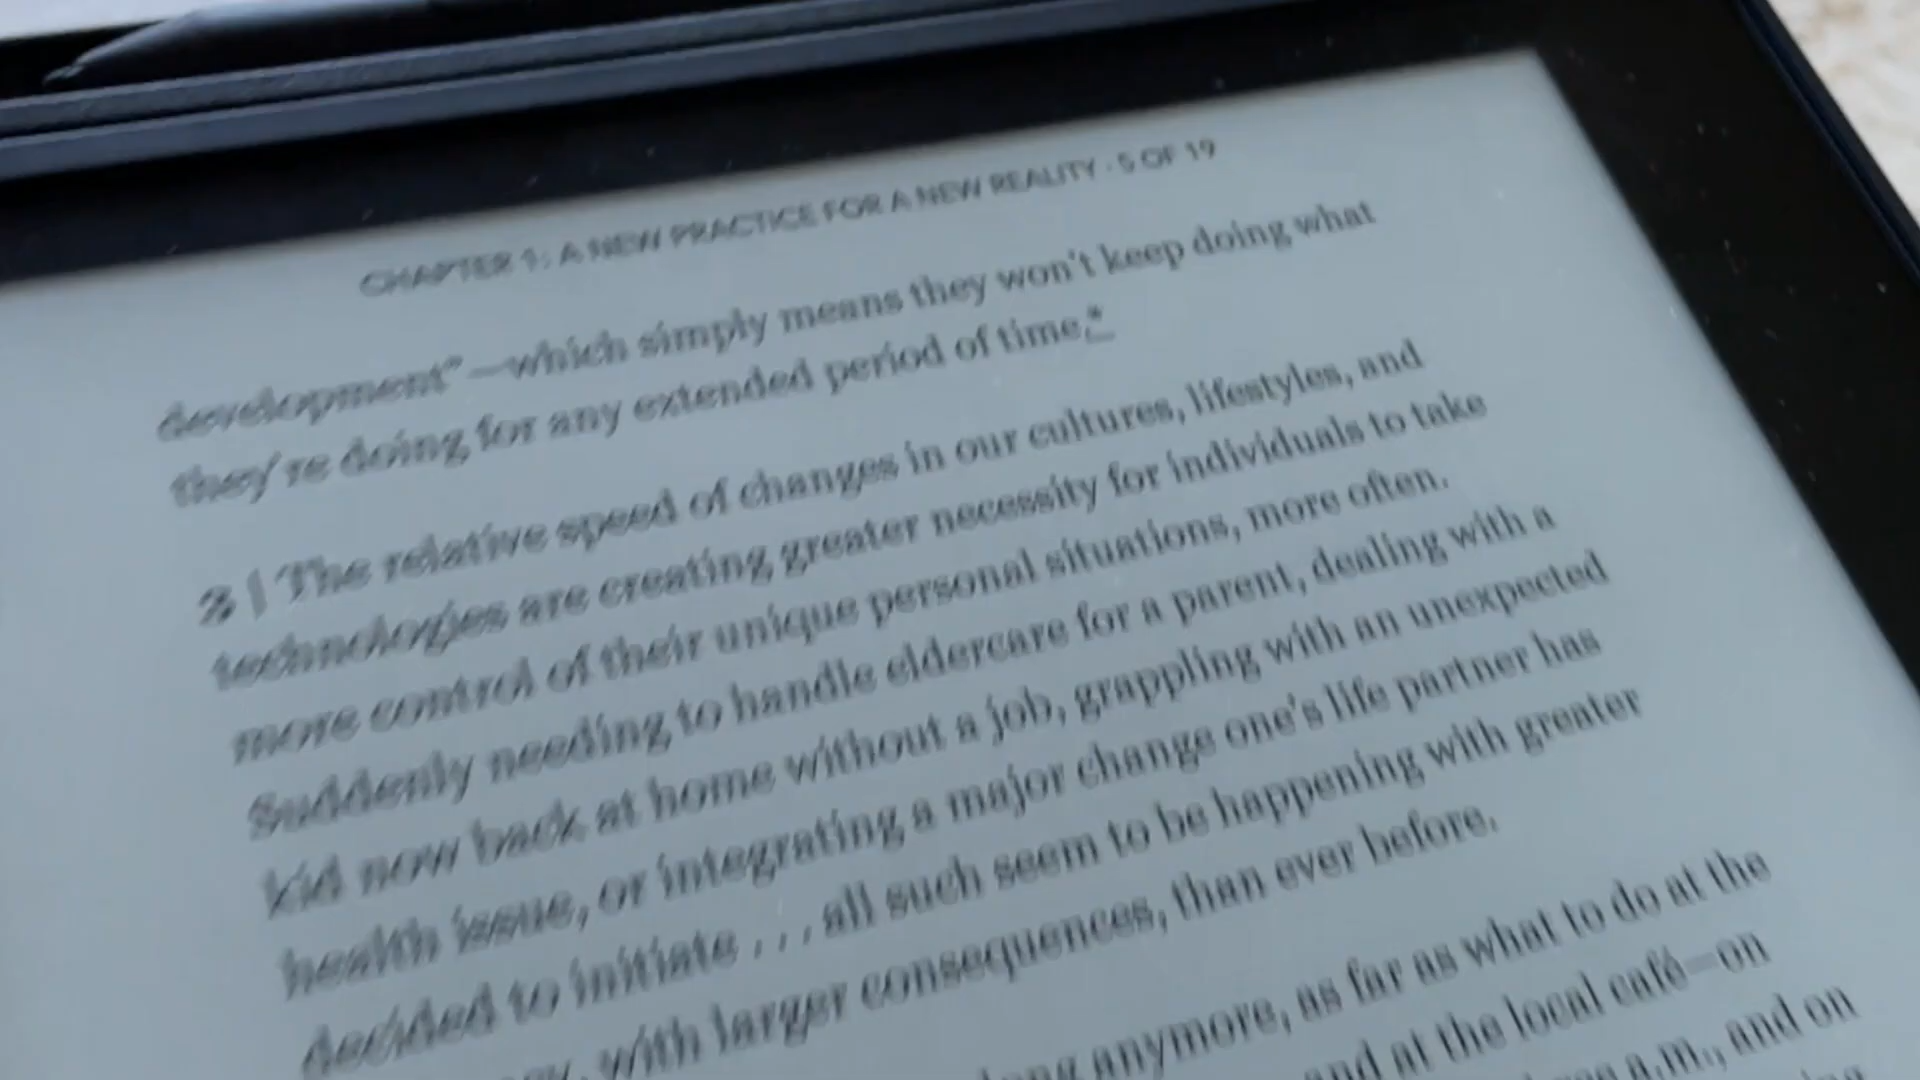 CHAPTER 1: A NEW PRACTICE FOR A NEW REALITY · 5 OF 19
development”—which simply means they won't keep doing what
they're doing for any extended period of time.*
3 | The relative speed of changes in our cultures, lifestyles, and
technologies are creating greater necessity for individuals to take
more control of their unique personal situations, more often.
Suddenly needing to handle eldercare for a parent, dealing with a
kid now back at home without a job, grappling with an unexpected
health issue, or integrating a major change one's life partner has
decided to initiate . . . all such seem to be happening with greater
with larger consequences, than ever before.
anymore, as far as what to do at the
and at the local café—on
a.m., and on